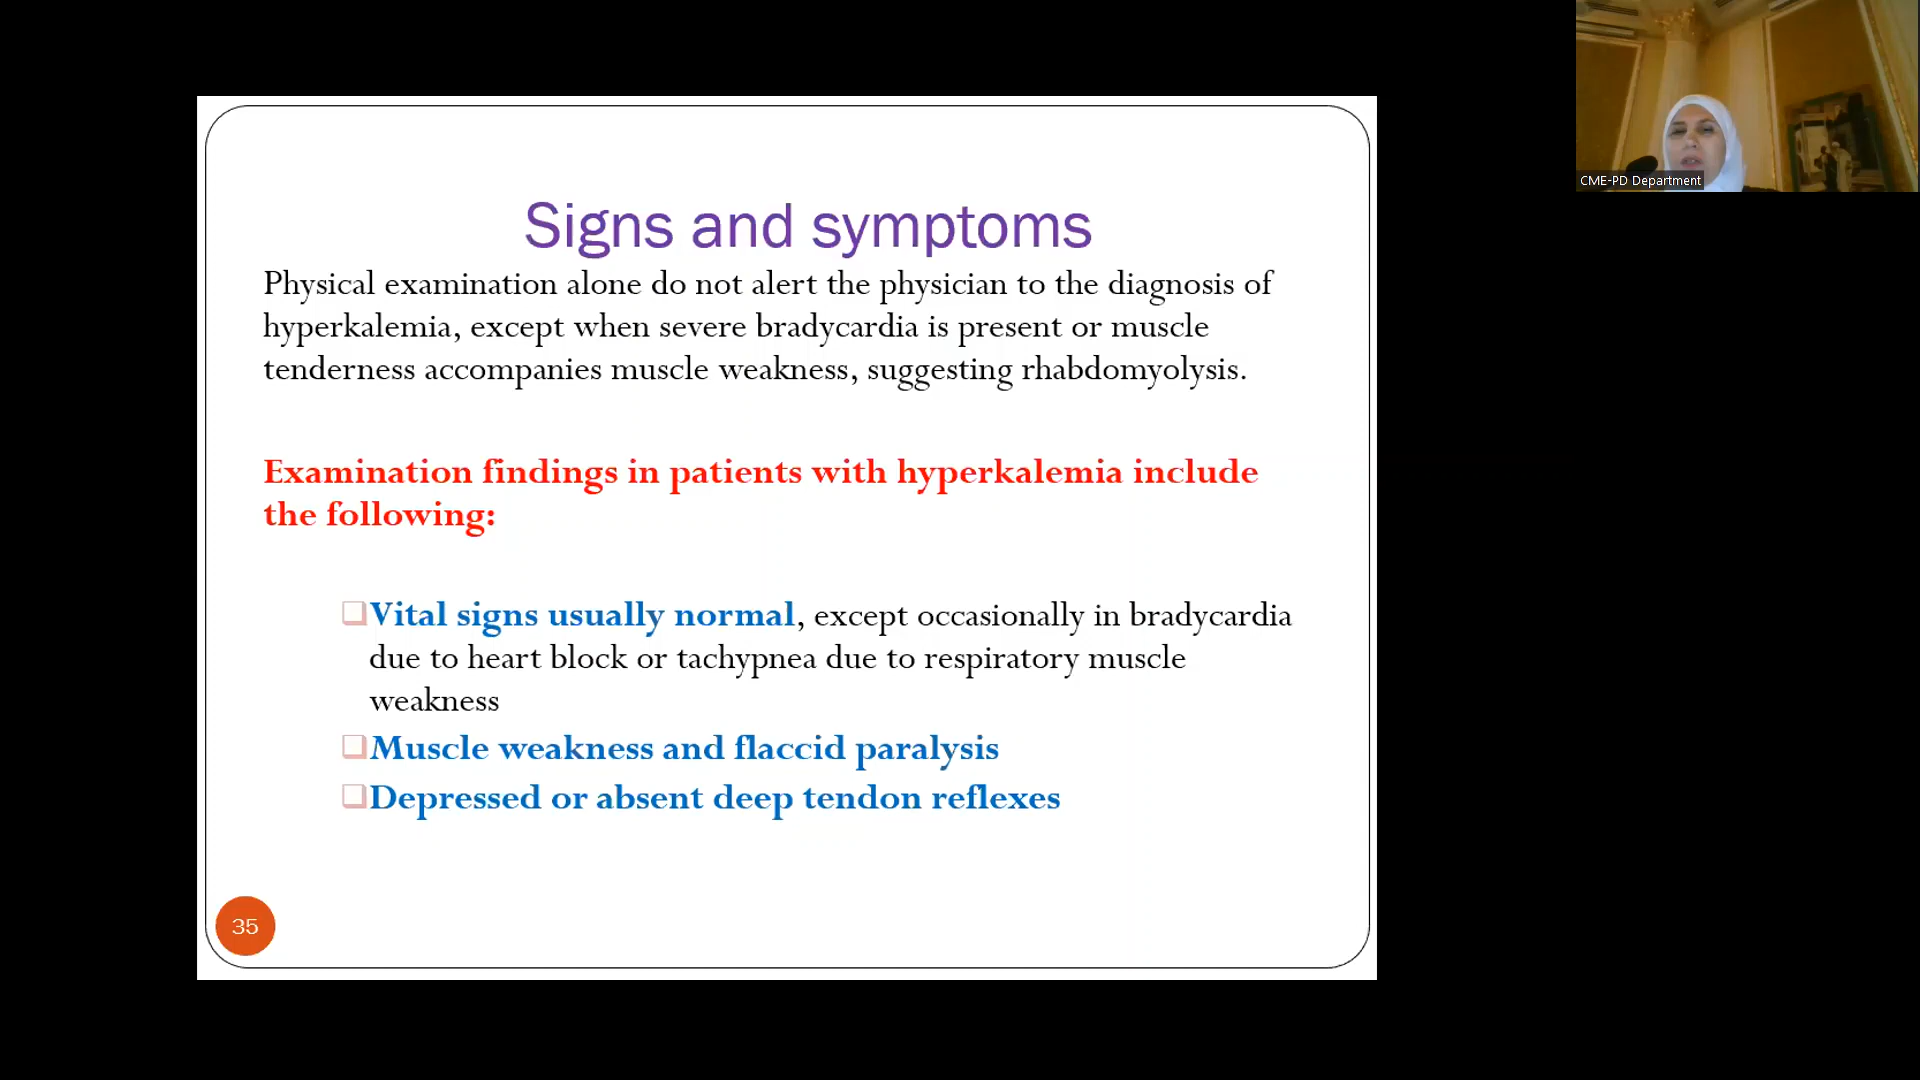 CME-PD Department
Signs and symptoms
Physical examination alone do not alert the physician to the diagnosis of
hyperkalemia, except when severe bradycardia is present or muscle
tenderness accompanies muscle weakness, suggesting rhabdomyolysis.
Examination findings in patients with hyperkalemia include
the following:
Vital signs usually normal, except occasionally in bradycardia
due to heart block or tachypnea due to respiratory muscle
weakness
Muscle weakness and flaccid paralysis
Depressed or absent deep tendon reflexes
35